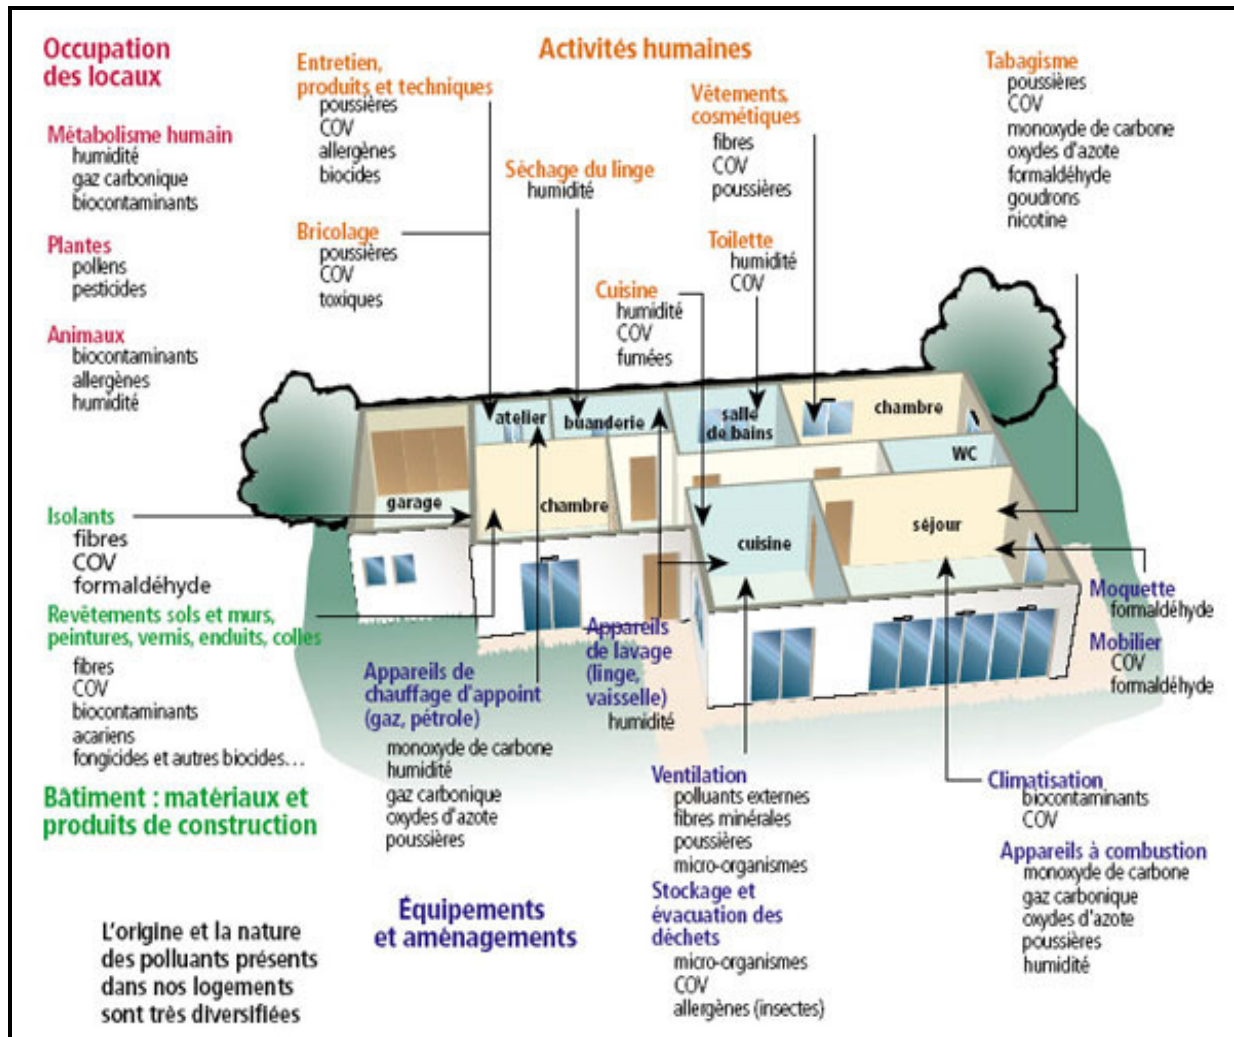 Occupation
des locaux
Métabolisme humain
humidité
gaz carbonique
biocontaminants
Plantes
pollens
pesticides
Animaux
biocontaminants
allergènes
humidité
Activités humaines
Entretien,
produits et techniques
poussières
COV
allergènes
biocides
Bricolage
poussières
COV
toxiques
Séchage du linge
humidité
Vêtements,
cosmétiques
fibres
COV
poussières
Toilette
humidité
COV
Cuisine
humidité
COV
fumées
Tabagisme
poussières
COV
monoxyde de carbone
oxydes d'azote
formaldéhyde
goudrons
nicotine
atelier
buanderie
salle
de bains
chambre
WC
garage
chambre
cuisine
séjour
Isolants
fibres
COV
formaldéhyde
Revêtements sols et murs,
peintures, vernis, enduits, colles
fibres
COV
biocontaminants
acariens
fongicides et autres biocides...
Bâtiment : matériaux et
produits de construction
Appareils de
chauffage d'appoint
(gaz, pétrole)
monoxyde de carbone
humidité
gaz carbonique
oxydes d'azote
poussières
Appareils
de lavage
(linge,
vaisselle)
humidité
Moquette
formaldéhyde
Mobilier
COV
formaldéhyde
Ventilation
polluants externes
fibres minérales
poussières
micro-organismes
Stockage et
évacuation des
déchets
micro-organismes
COV
allergènes (insectes)
Climatisation
biocontaminants
COV
Appareils à combustion
monoxyde de carbone
gaz carbonique
oxydes d'azote
poussières
humidité
Équipements
et aménagements
L'origine et la nature
des polluants présents
dans nos logements
sont très diversifiées